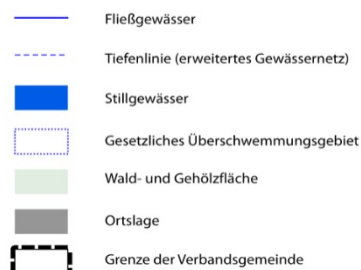 Fließgewässer
Tiefenlinie (erweitertes Gewässernetz)
Stillgewässer
Gesetzliches Überschwemmungsgebiet
Wald- und Gehölzfläche
Ortslage
Grenze der Verbandsgemeinde